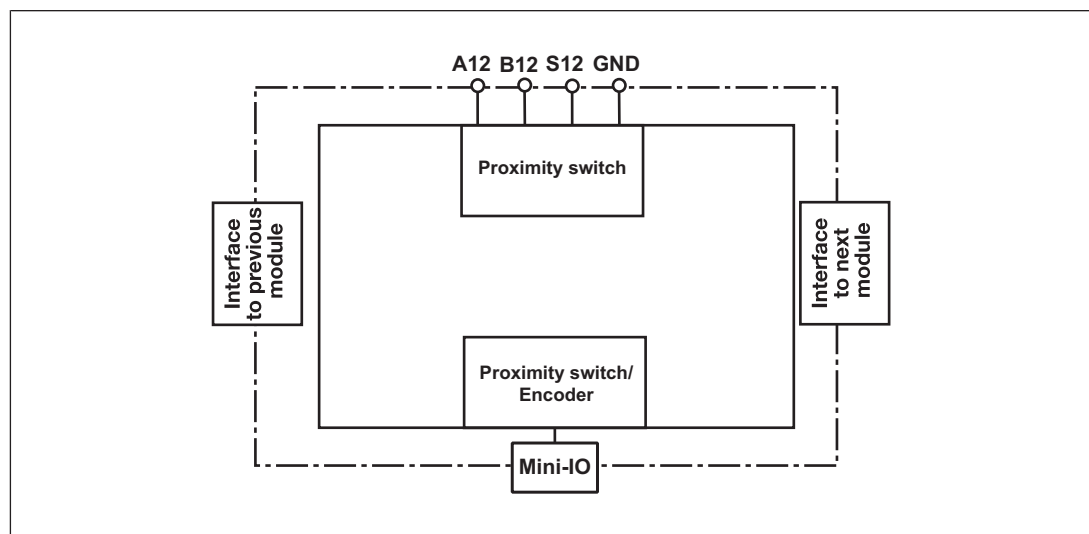 A12 B12 S12 GND
Proximity switch
Interface
to previous
module
Interface
to next
module
Proximity switch/
Encoder
Mini-IO